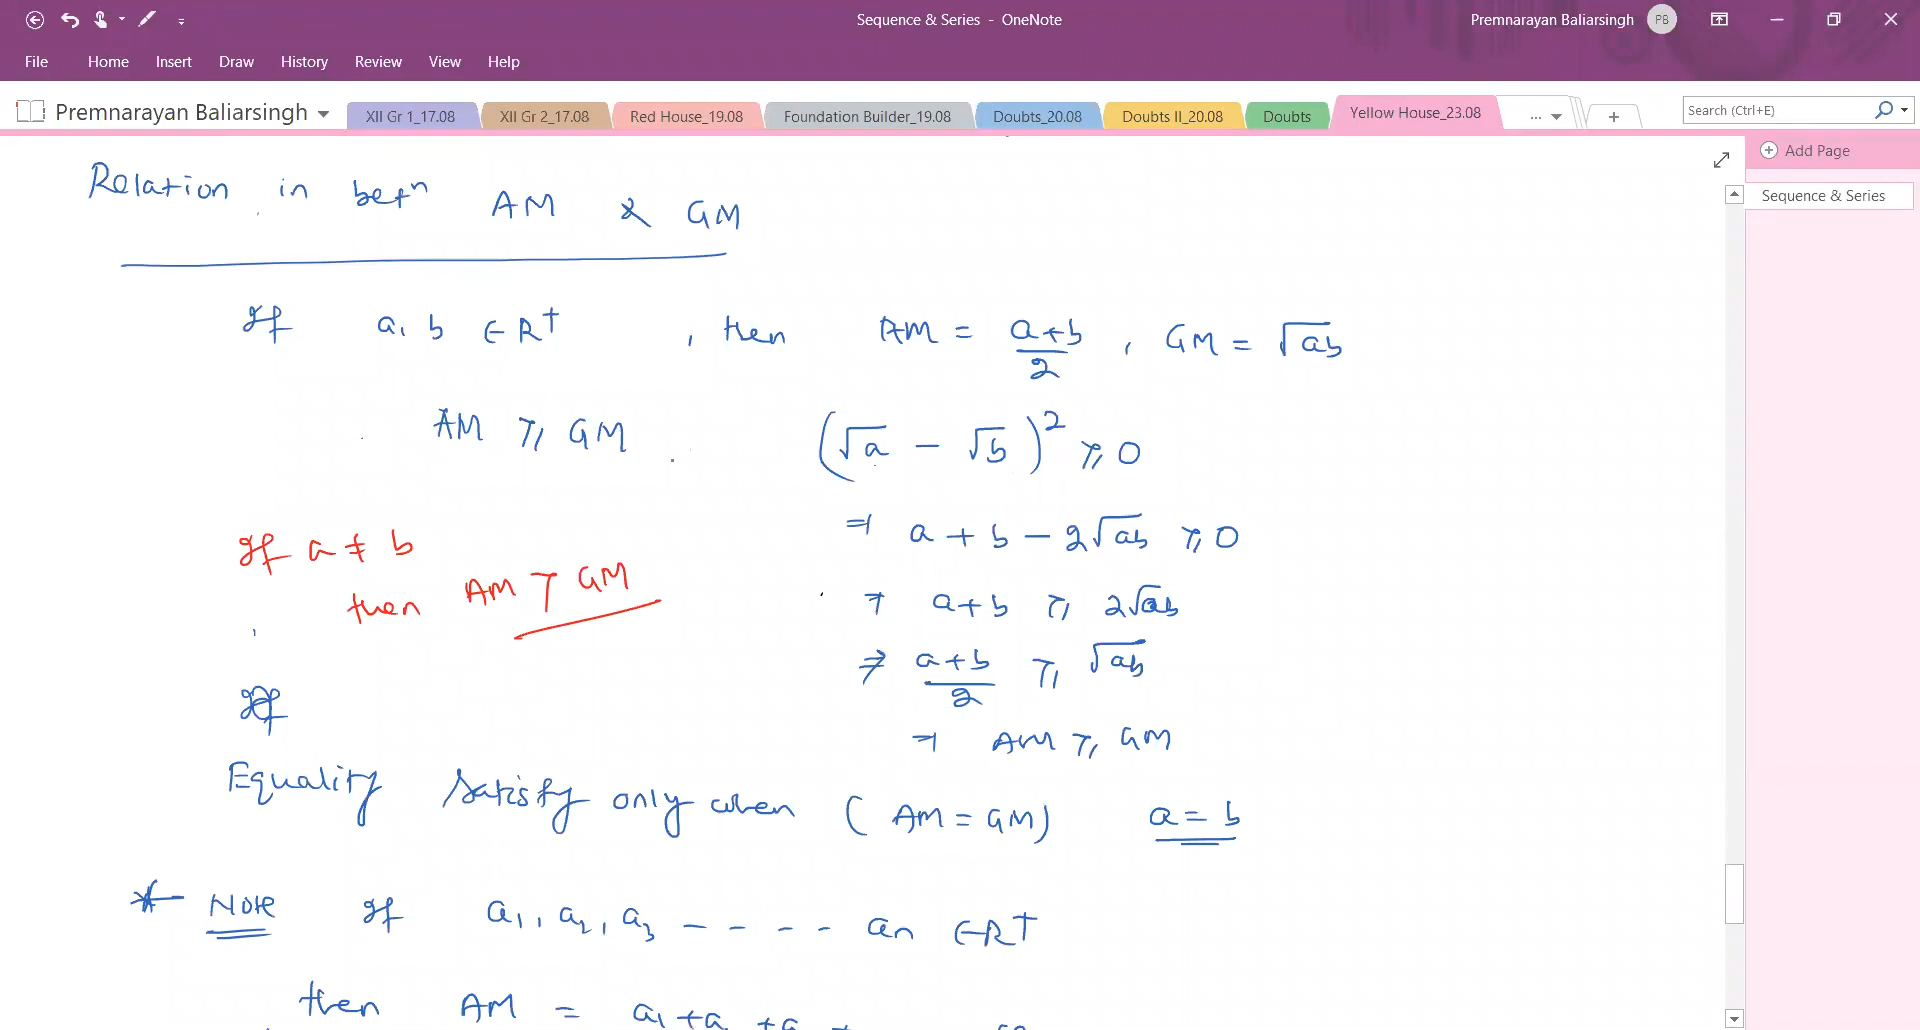 Sequence & Series - OneNote
Premnarayan Baliarsingh PB
File Home Insert Draw History Review View Help
Premnarayan Baliarsingh
XII Gr 1_17.08 XII Gr 2_17.08 Red House_19.08 Foundation Builder_19.08 Doubts_20.08 Doubts II_20.08 Doubts Yellow House_23.08 ... +
Search (Ctrl+E)
Add Page
Sequence & Series
Relation in betn AM & GM
If a, b ∈ R⁺ , then AM = (a+b)/2 , GM = √ab
AM ≥ GM
(√a - √b)² ≥ 0
⇒ a + b - 2√ab ≥ 0
⇒ a+b ≥ 2√ab
⇒ (a+b)/2 ≥ √ab
⇒ AM ≥ GM
If a ≠ b
then AM > GM
If
Equality satisfy only when (AM = GM) a = b
* Note If a₁, a₂, a₃ - - - - - an ∈ R⁺
then AM =